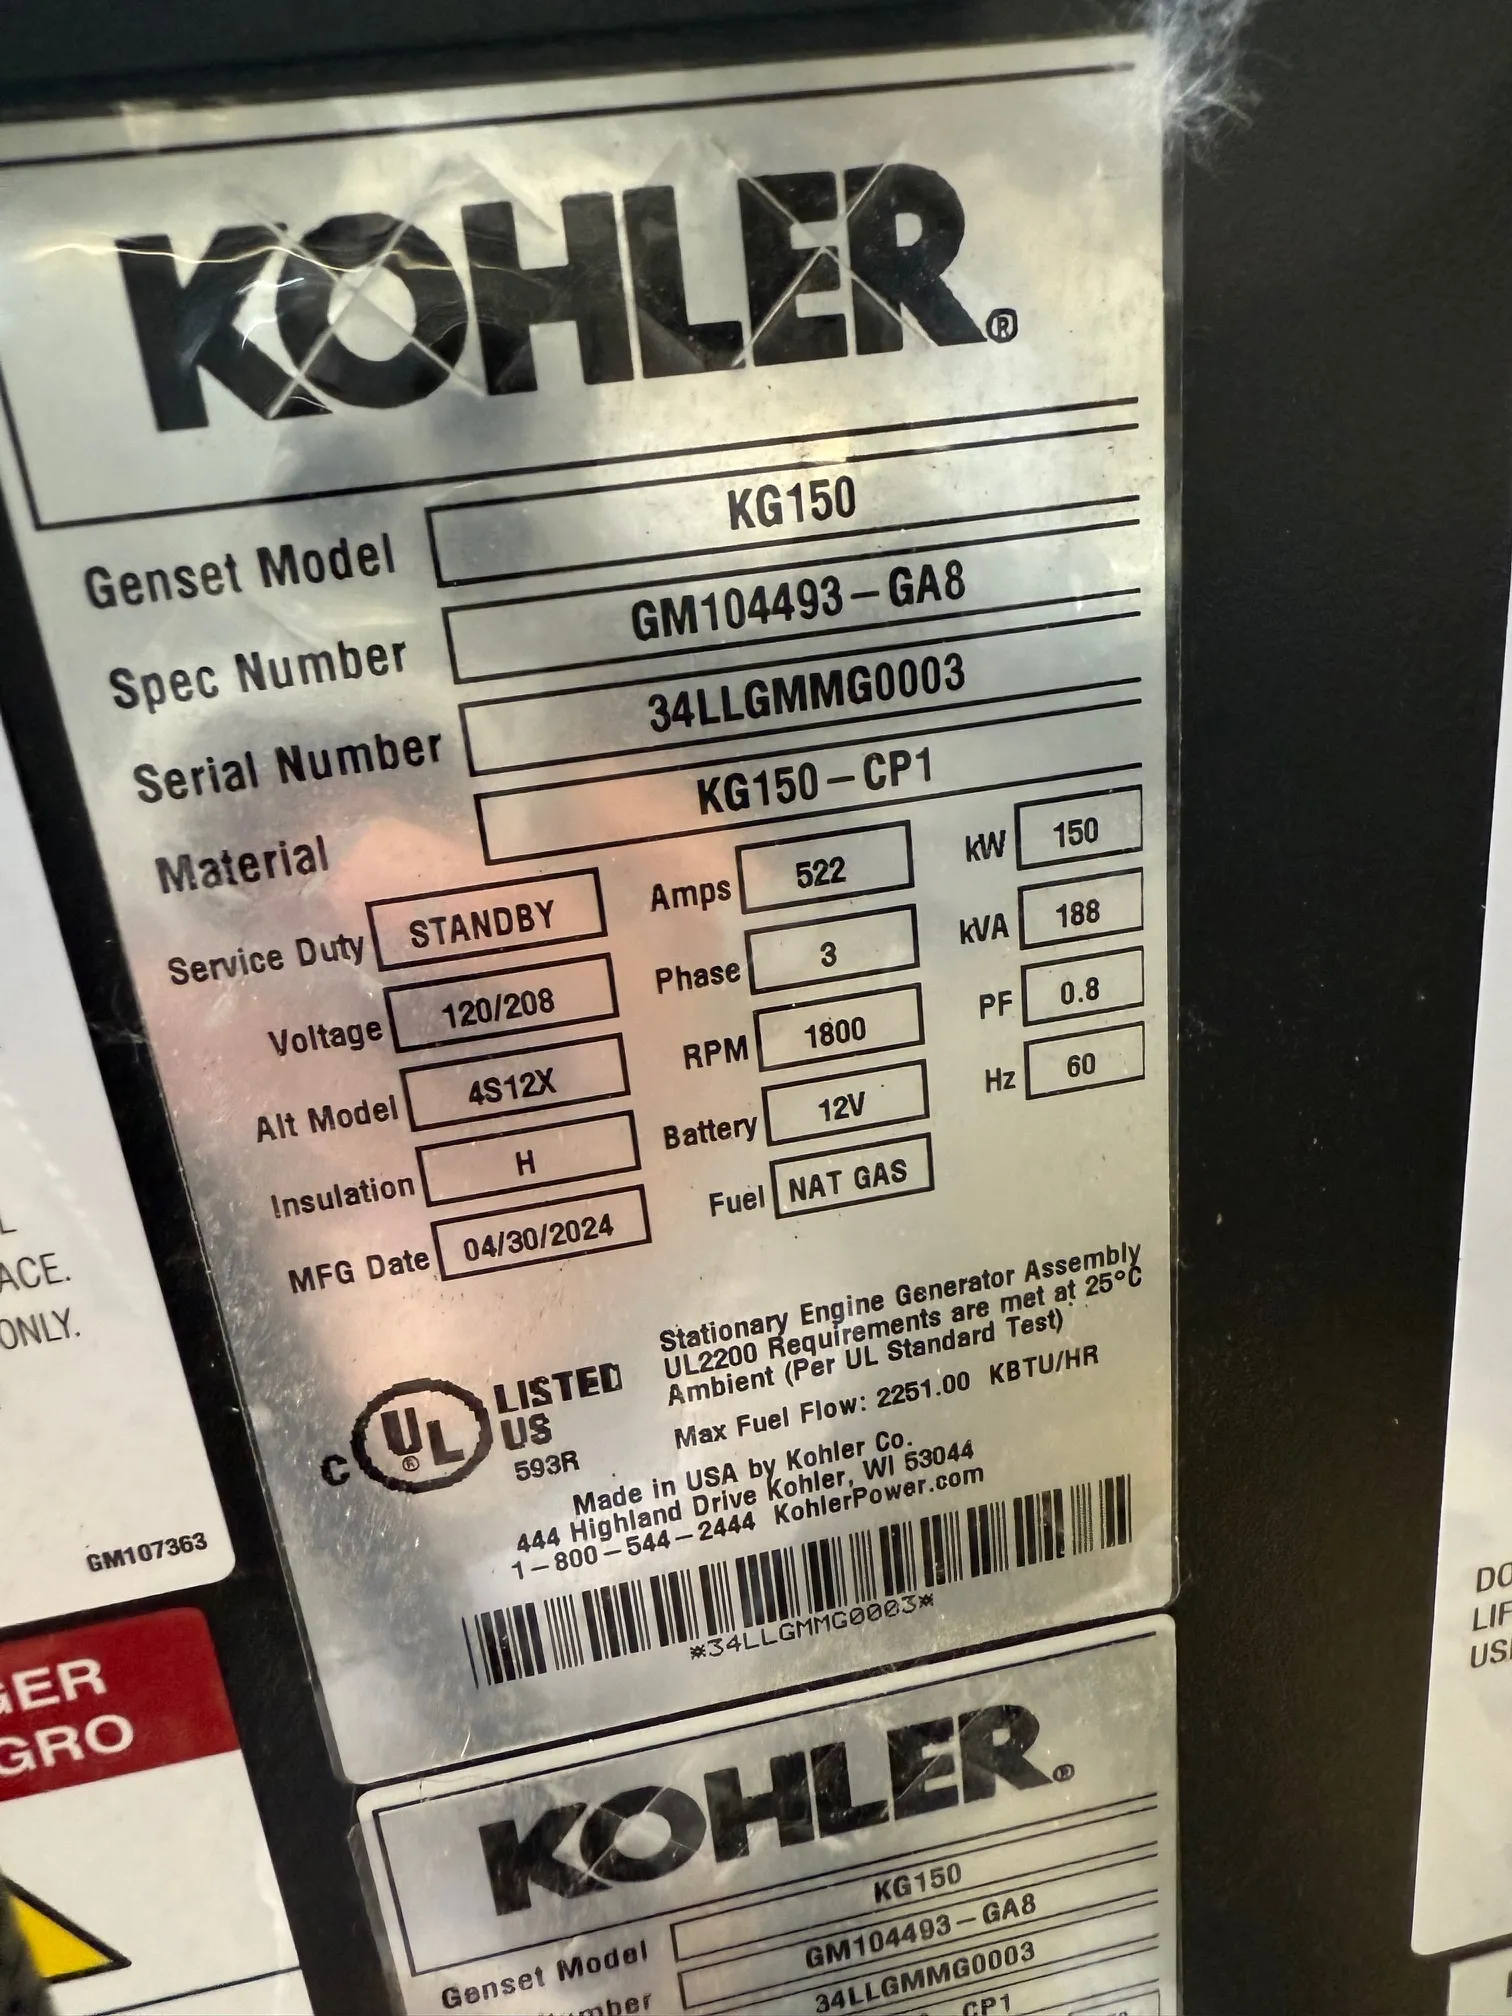 KOHLER®
Genset Model KG150
Spec Number GM104493-GA8
Serial Number 34LLGMMG0003
Material KG150-CP1
Service Duty STANDBY Amps 522 kW 150
Voltage 120/208 Phase 3 kVA 188
Alt Model 4S12X RPM 1800 PF 0.8
Insulation H Battery 12V Hz 60
MFG Date 04/30/2024 Fuel NAT GAS
Stationary Engine Generator Assembly
UL2200 Requirements are met at 25°C
Ambient (Per UL Standard Test)
Max Fuel Flow: 2251.00 KBTU/HR
C UL® LISTED
US
593R
Made in USA by Kohler Co.
444 Highland Drive Kohler, WI 53044
1-800-544-2444 KohlerPower.com
*34LLGMMG0003*
KOHLER®
Genset Model KG150
GM104493-GA8
34LLGMMG0003
CP1
ACE.
ONLY.
GM107363
GER
GRO
DO
LIF
US